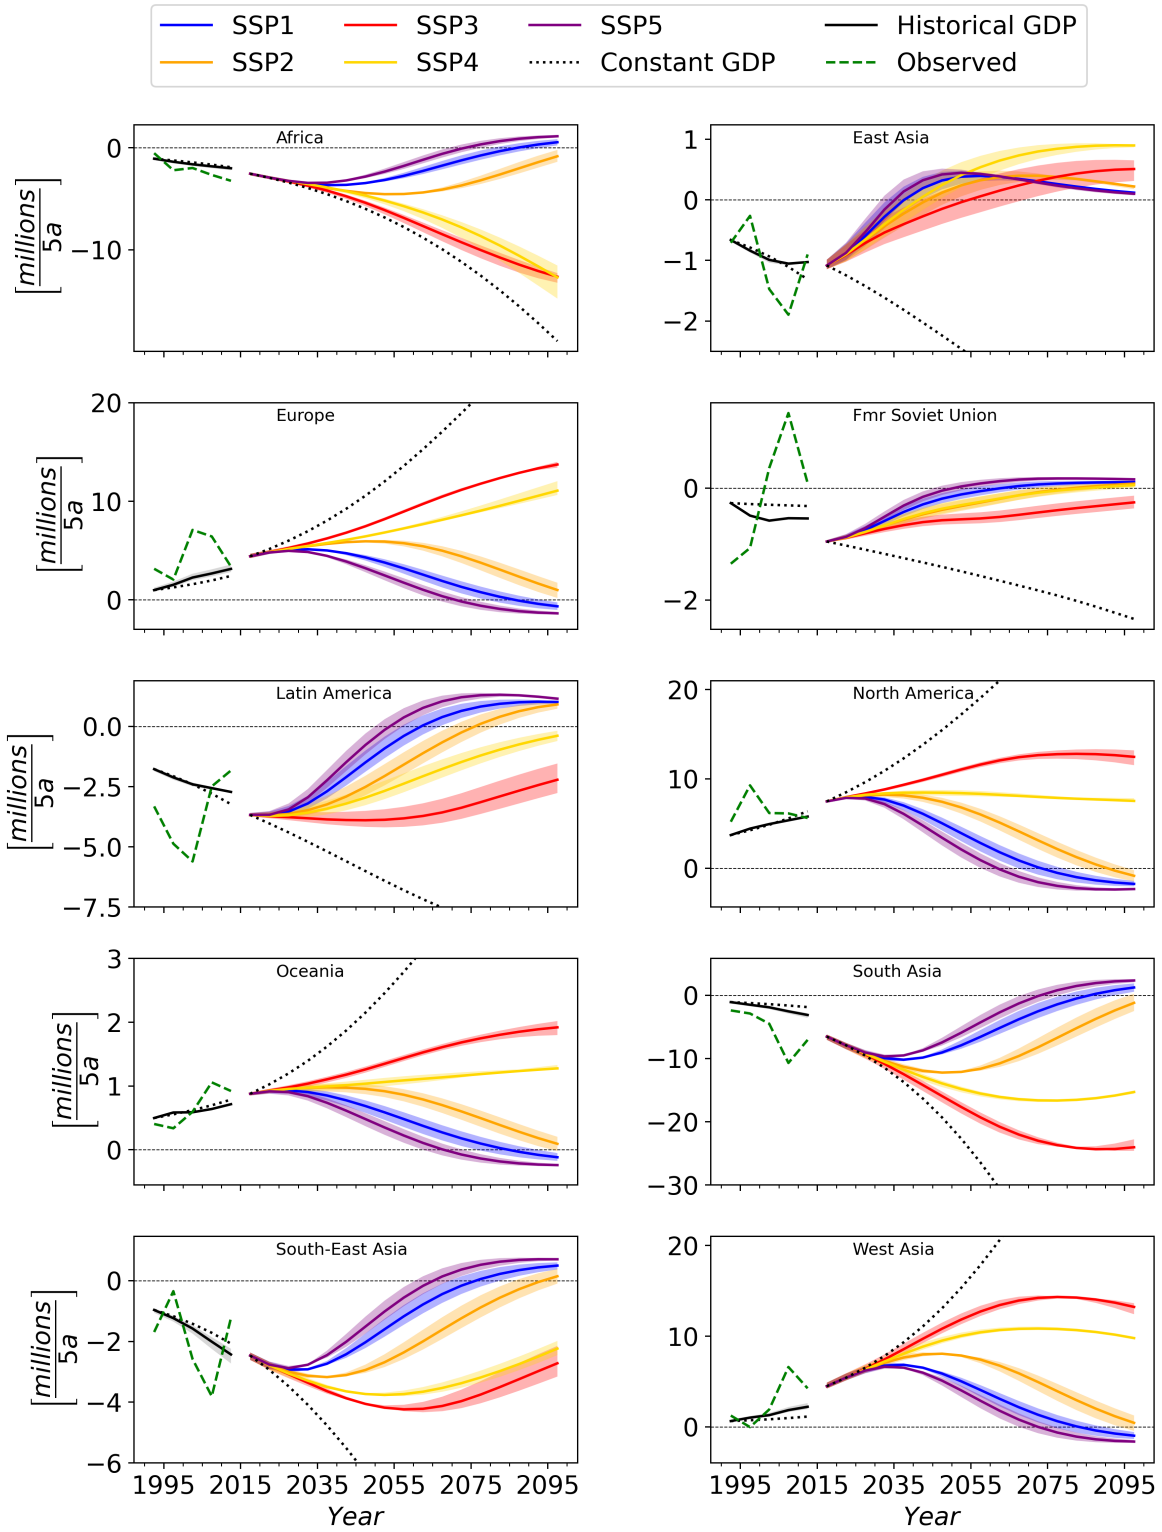 SSP1 SSP3 SSP5 Historical GDP
SSP2 SSP4 Constant GDP Observed
Africa
0
−10
[millions/5a]
East Asia
1
0
−1
−2
Europe
20
10
0
[millions/5a]
Fmr Soviet Union
0
−2
Latin America
0.0
−2.5
−5.0
−7.5
[millions/5a]
North America
20
10
0
Oceania
3
2
1
0
[millions/5a]
South Asia
0
−10
−20
−30
South-East Asia
0
−2
−4
−6
[millions/5a]
1995 2015 2035 2055 2075 2095
Year
West Asia
20
10
0
1995 2015 2035 2055 2075 2095
Year